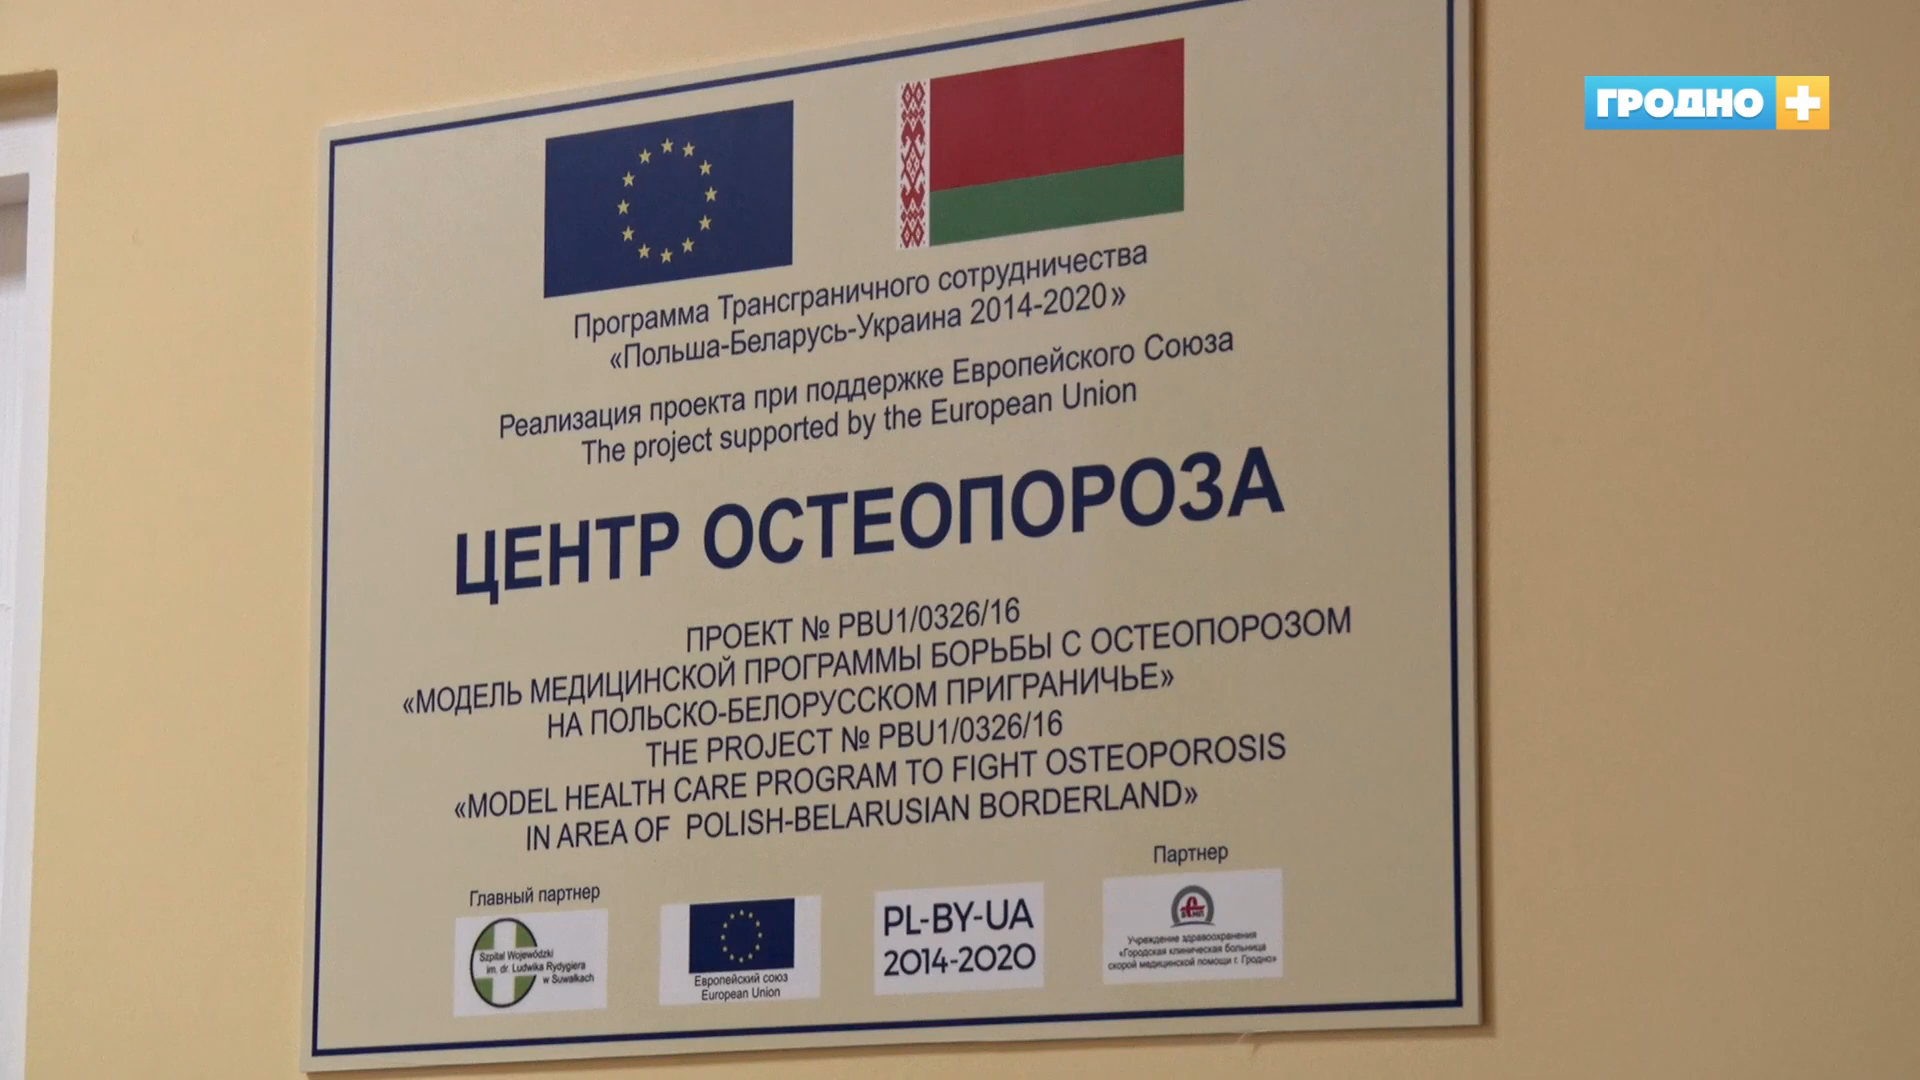 ГРОДНО +
Программа Трансграничного сотрудничества
«Польша-Беларусь-Украина 2014-2020»
Реализация проекта при поддержке Европейского Союза
The project supported by the European Union
ЦЕНТР ОСТЕОПОРОЗА
ПРОЕКТ № PBU1/0326/16
«МОДЕЛЬ МЕДИЦИНСКОЙ ПРОГРАММЫ БОРЬБЫ С ОСТЕОПОРОЗОМ
НА ПОЛЬСКО-БЕЛОРУССКОМ ПРИГРАНИЧЬЕ»
THE PROJECT № PBU1/0326/16
«MODEL HEALTH CARE PROGRAM TO FIGHT OSTEOPOROSIS
IN AREA OF POLISH-BELARUSIAN BORDERLAND»
Главный партнер
Szpital Wojewódzki
im. dr. Ludwika Rydygiera
w Suwałkach
Европейский союз
European Union
PL-BY-UA
2014-2020
Партнер
Учреждение здравоохранения
«Городская клиническая больница
скорой медицинской помощи г. Гродно»